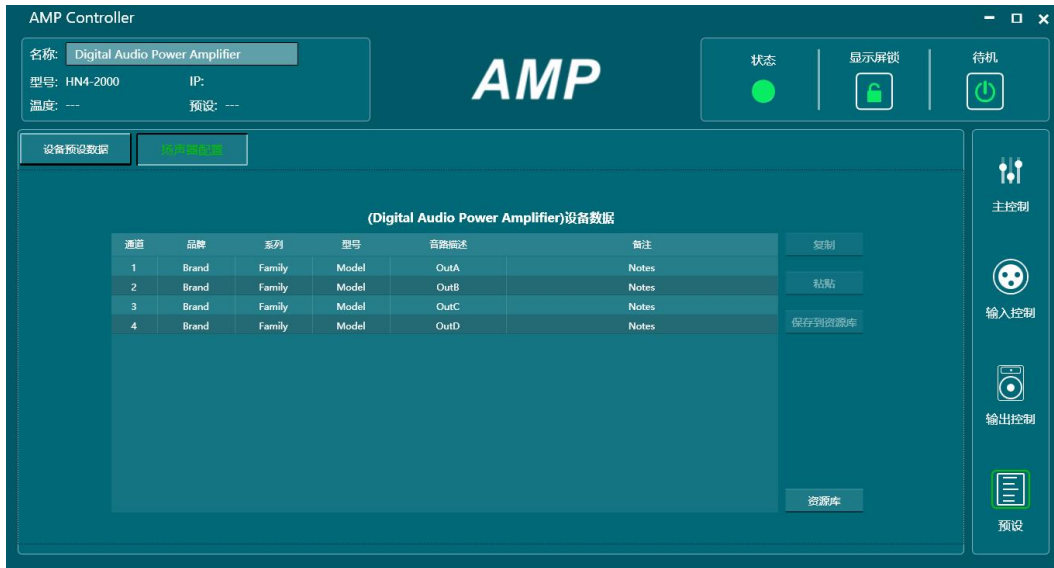 AMP Controller
名称: Digital Audio Power Amplifier
型号: HN4-2000 IP:
温度: --- 预设: ---
AMP
状态 显示屏锁 待机
设备预设数据 扬声器配置
(Digital Audio Power Amplifier)设备数据
通道 品牌 系列 型号 音路描述 备注
1 Brand Family Model OutA Notes
2 Brand Family Model OutB Notes
3 Brand Family Model OutC Notes
4 Brand Family Model OutD Notes
复制
粘贴
保存到资源库
资源库
主控制
输入控制
输出控制
预设